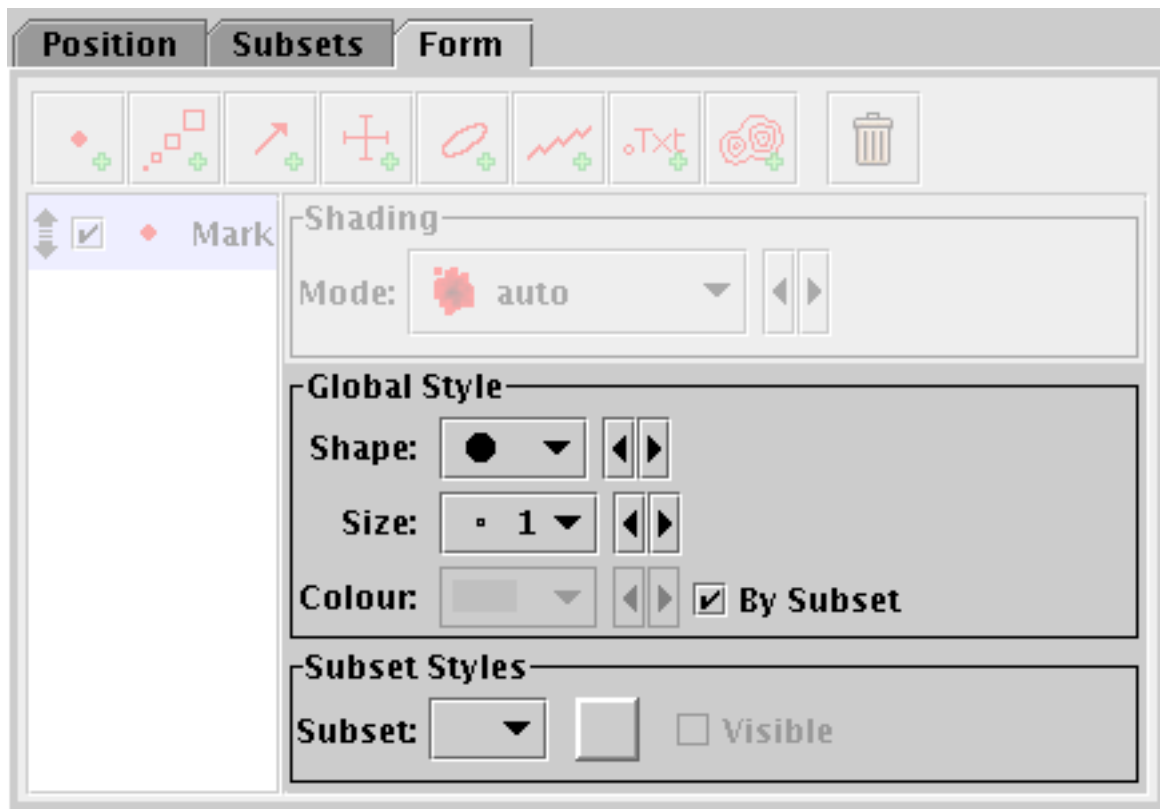 Position Subsets Form
Txt
Mark
Shading
Mode: auto
Global Style
Shape:
Size: 1
Colour: By Subset
Subset Styles
Subset: Visible